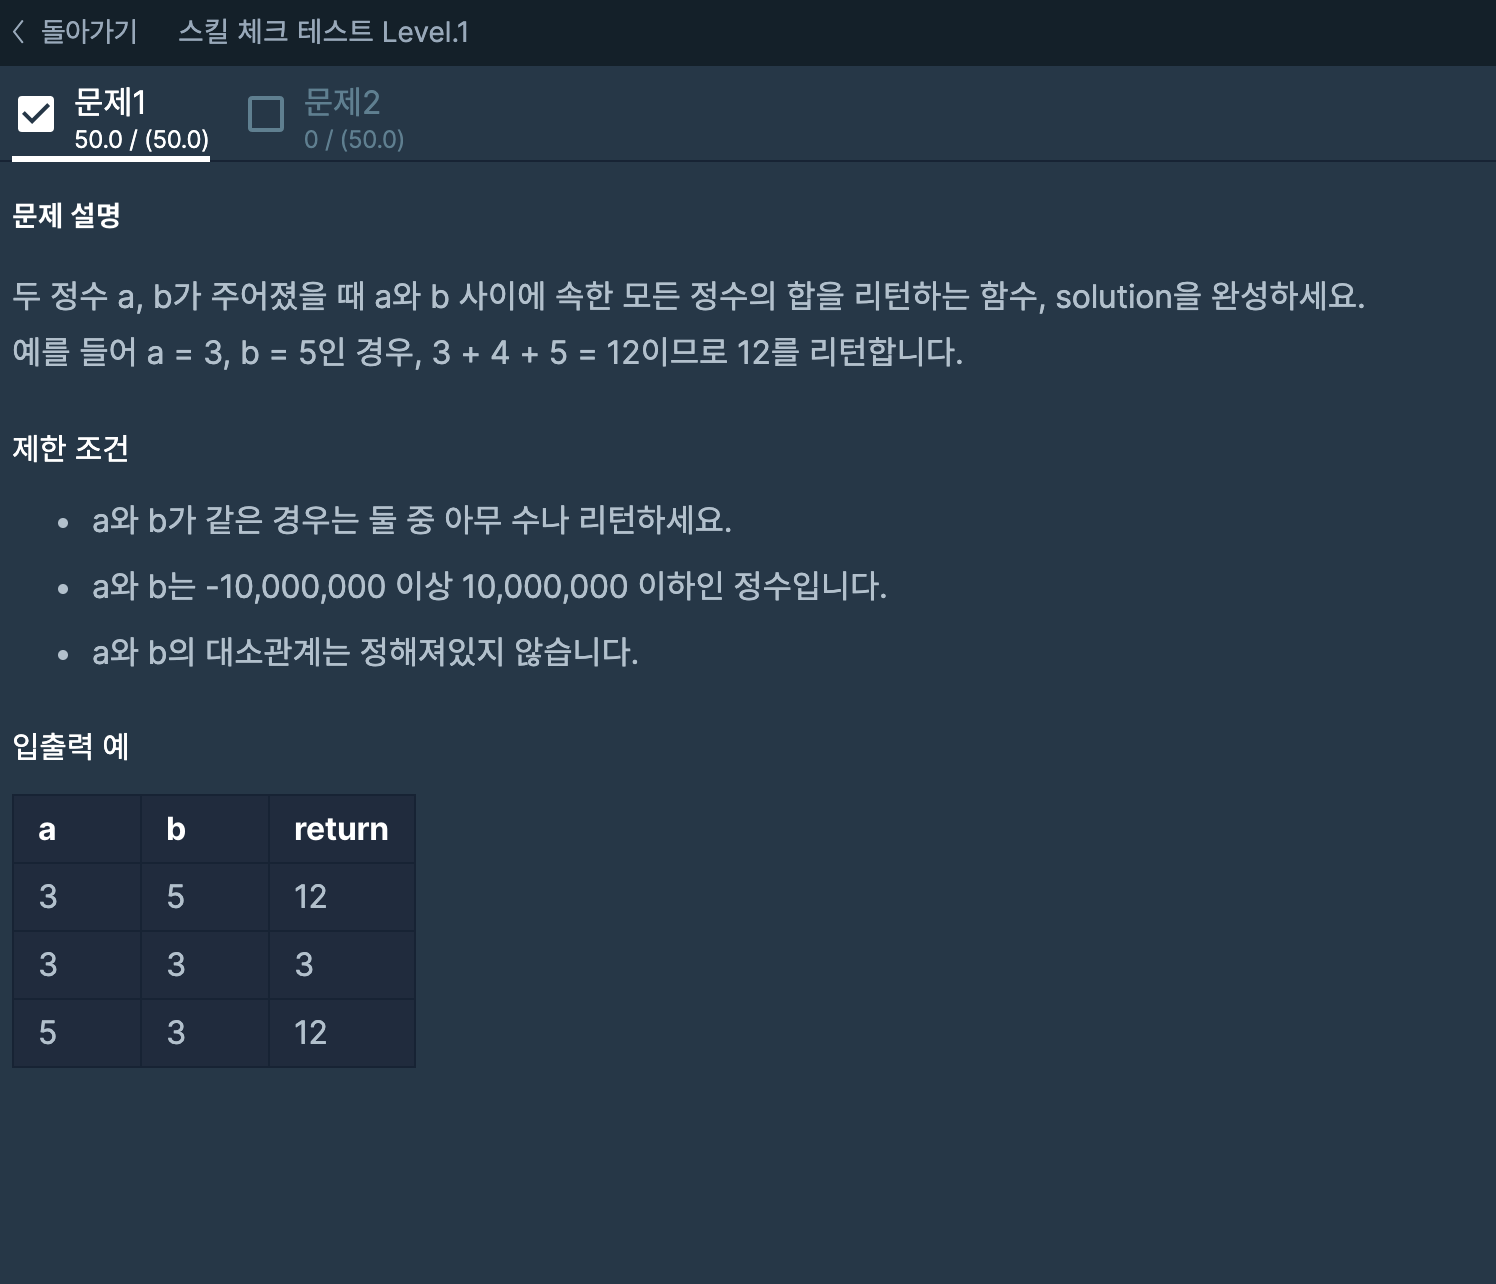 돌아가기 스킬 체크 테스트 Level.1
문제1 문제2
50.0 / (50.0) 0 / (50.0)
문제 설명
두 정수 a, b가 주어졌을 때 a와 b 사이에 속한 모든 정수의 합을 리턴하는 함수, solution을 완성하세요.
예를 들어 a = 3, b = 5인 경우, 3 + 4 + 5 = 12이므로 12를 리턴합니다.
제한 조건
• a와 b가 같은 경우는 둘 중 아무 수나 리턴하세요.
• a와 b는 -10,000,000 이상 10,000,000 이하인 정수입니다.
• a와 b의 대소관계는 정해져있지 않습니다.
입출력 예
a b return
3 5 12
3 3 3
5 3 12